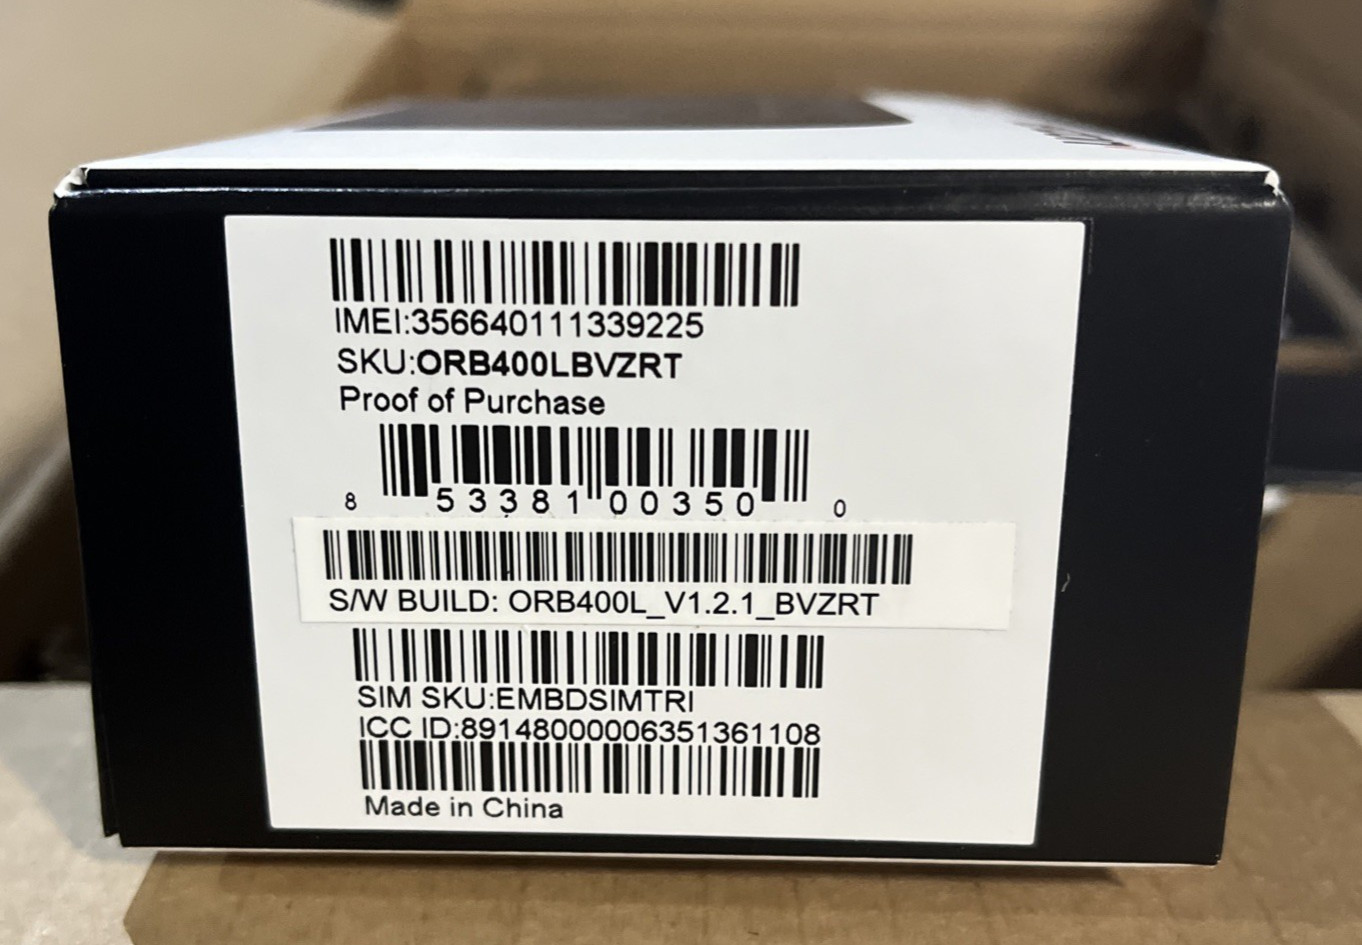 IMEI:356640111339225
SKU:ORB400LBVZRT
Proof of Purchase
8 53381 00350 0
S/W BUILD: ORB400L_V1.2.1_BVZRT
SIM SKU:EMBDSIMTRI
ICC ID:89148000006351361108
Made in China